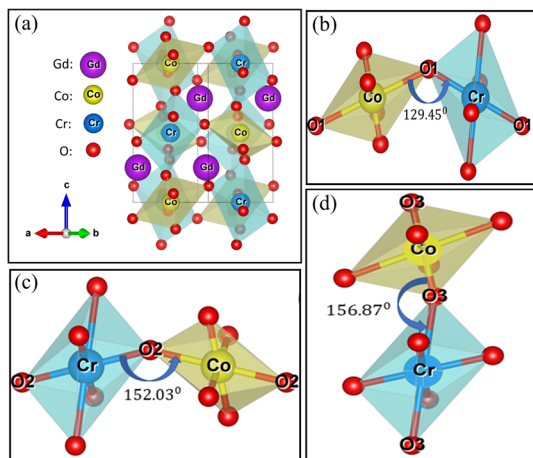 (a)
Gd: Gd
Co: Co
Cr: Cr
O:
c
a b
Co Cr
Gd Gd
Cr Co
Gd Gd
Co Cr
(b)
O1
Co Cr
O1 O1
129.45⁰
(c)
O2
Cr Co
O2 O2
152.03⁰
(d)
O3
Co
O3
156.87⁰
Cr
O3